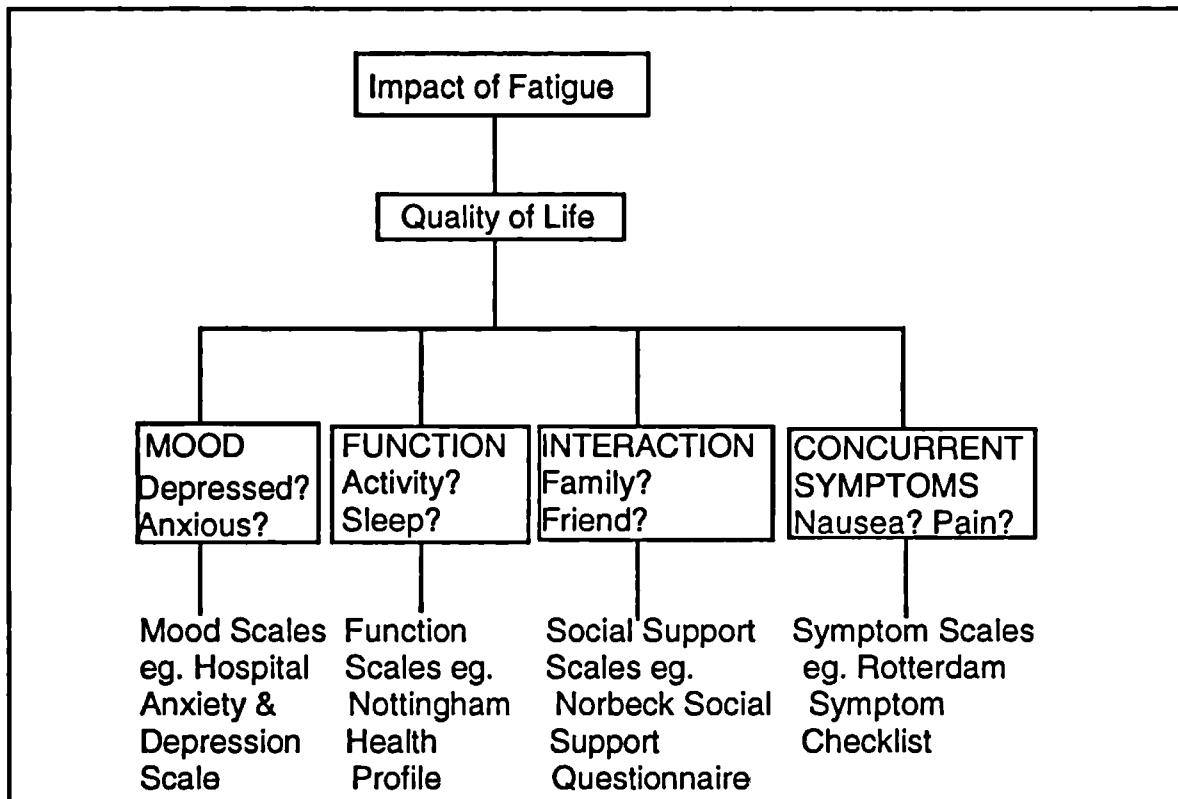 Impact of Fatigue
Quality of Life
MOOD
Depressed?
Anxious?
FUNCTION
Activity?
Sleep?
INTERACTION
Family?
Friend?
CONCURRENT
SYMPTOMS
Nausea? Pain?
Mood Scales
eg. Hospital
Anxiety &
Depression
Scale
Function
Scales eg.
Nottingham
Health
Profile
Social Support
Scales eg.
Norbeck Social
Support
Questionnaire
Symptom Scales
eg. Rotterdam
Symptom
Checklist